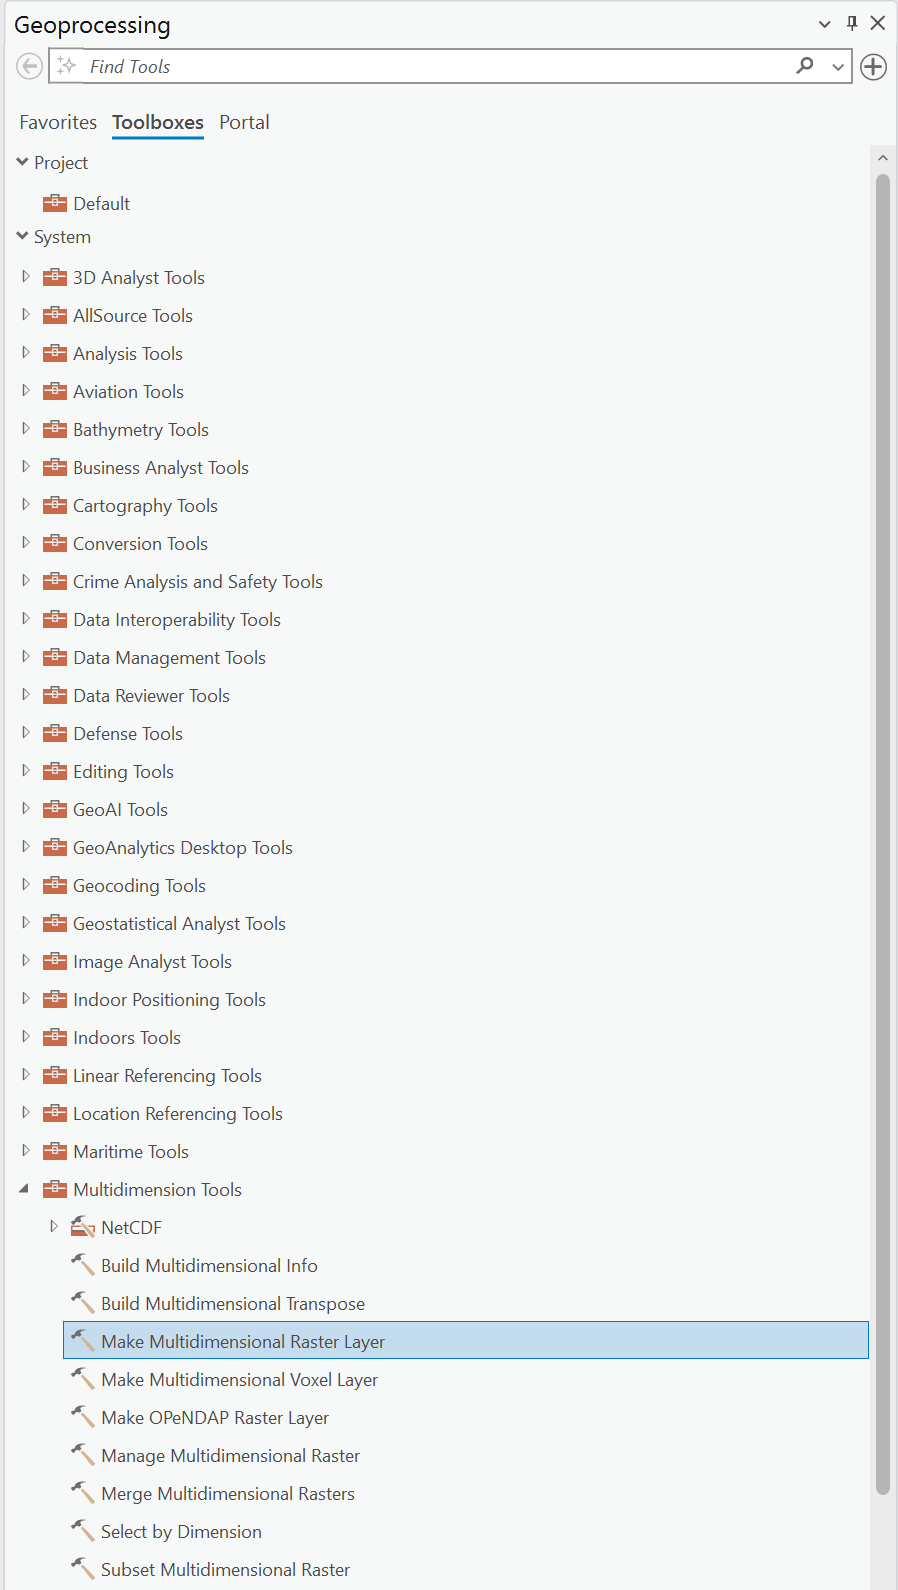 Geoprocessing
Find Tools
Favorites Toolboxes Portal
Project
Default
System
3D Analyst Tools
AllSource Tools
Analysis Tools
Aviation Tools
Bathymetry Tools
Business Analyst Tools
Cartography Tools
Conversion Tools
Crime Analysis and Safety Tools
Data Interoperability Tools
Data Management Tools
Data Reviewer Tools
Defense Tools
Editing Tools
GeoAI Tools
GeoAnalytics Desktop Tools
Geocoding Tools
Geostatistical Analyst Tools
Image Analyst Tools
Indoor Positioning Tools
Indoors Tools
Linear Referencing Tools
Location Referencing Tools
Maritime Tools
Multidimension Tools
NetCDF
Build Multidimensional Info
Build Multidimensional Transpose
Make Multidimensional Raster Layer
Make Multidimensional Voxel Layer
Make OPeNDAP Raster Layer
Manage Multidimensional Raster
Merge Multidimensional Rasters
Select by Dimension
Subset Multidimensional Raster